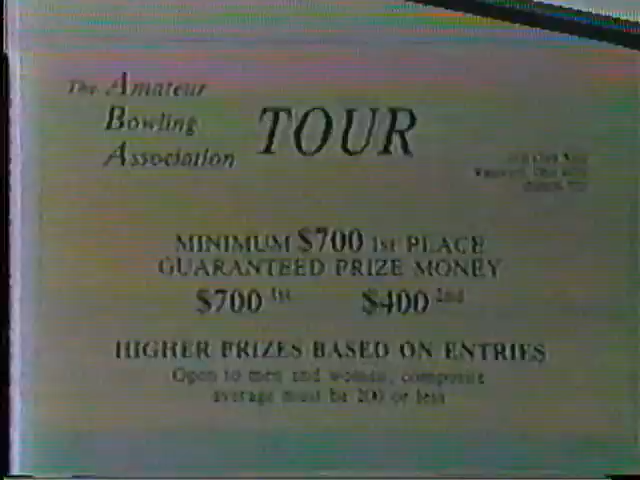 The Amateur
Bowling
Association
TOUR
MINIMUM $700 1st PLACE
GUARANTEED PRIZE MONEY
$700 1st $400 2nd
HIGHER PRIZES BASED ON ENTRIES
Open to men and women, composite
average must be 200 or less